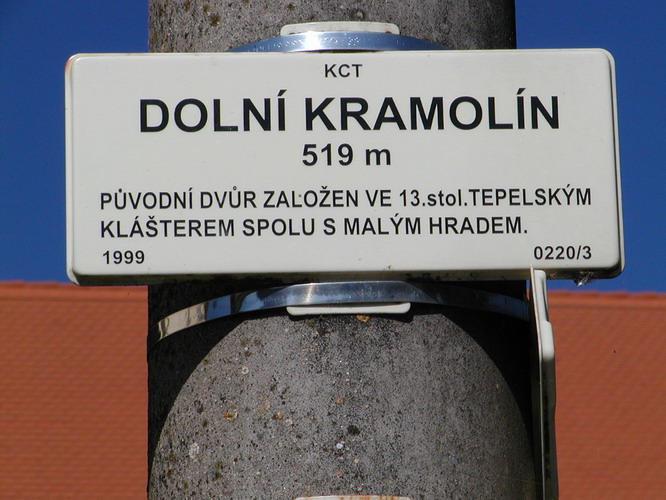 KCT
DOLNÍ KRAMOLÍN
519 m
PŮVODNÍ DVŮR ZALOŽEN VE 13.stol.TEPELSKÝM
KLÁŠTEREM SPOLU S MALÝM HRADEM.
1999 0220/3